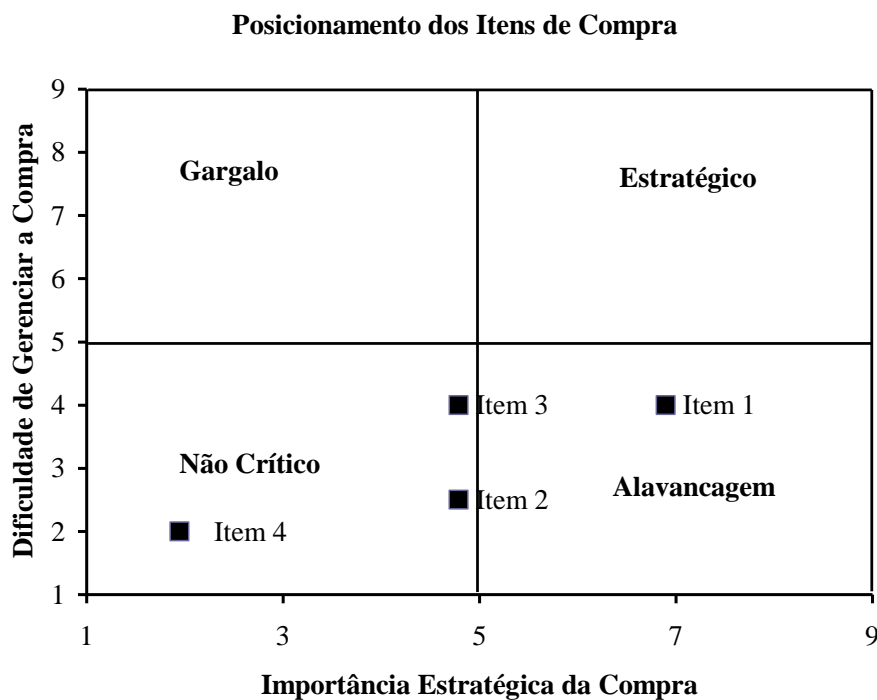 Posicionamento dos Itens de Compra
Dificuldade de Gerenciar a Compra
9
8
7
6
5
4
3
2
1
Gargalo
Estratégico
Item 3
Item 1
Não Crítico
Alavancagem
Item 2
Item 4
1
3
5
7
9
Importância Estratégica da Compra